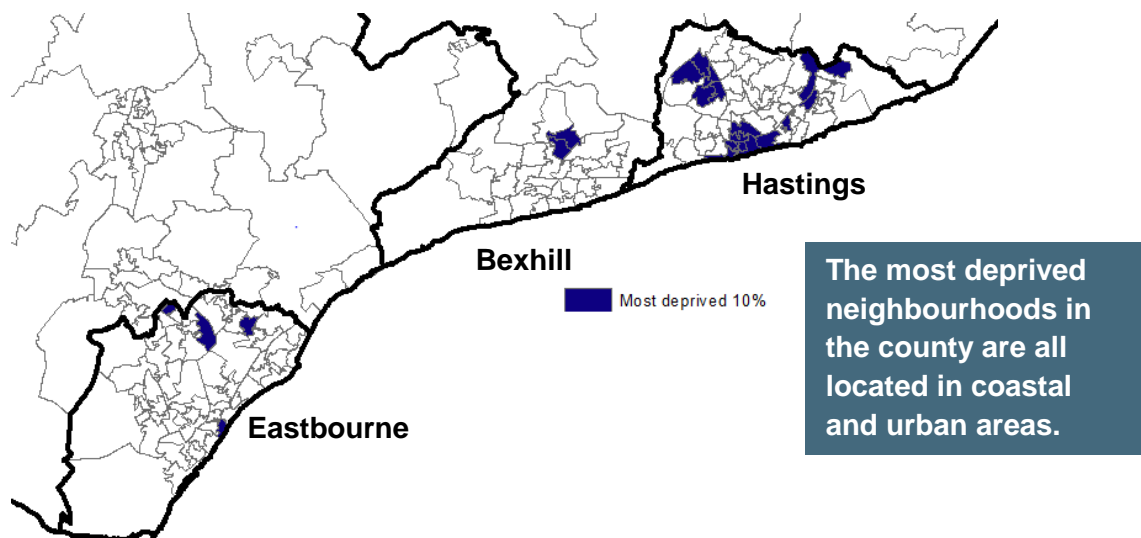 Hastings
Bexhill
Most deprived 10%
Eastbourne
The most deprived
neighbourhoods in
the county are all
located in coastal
and urban areas.